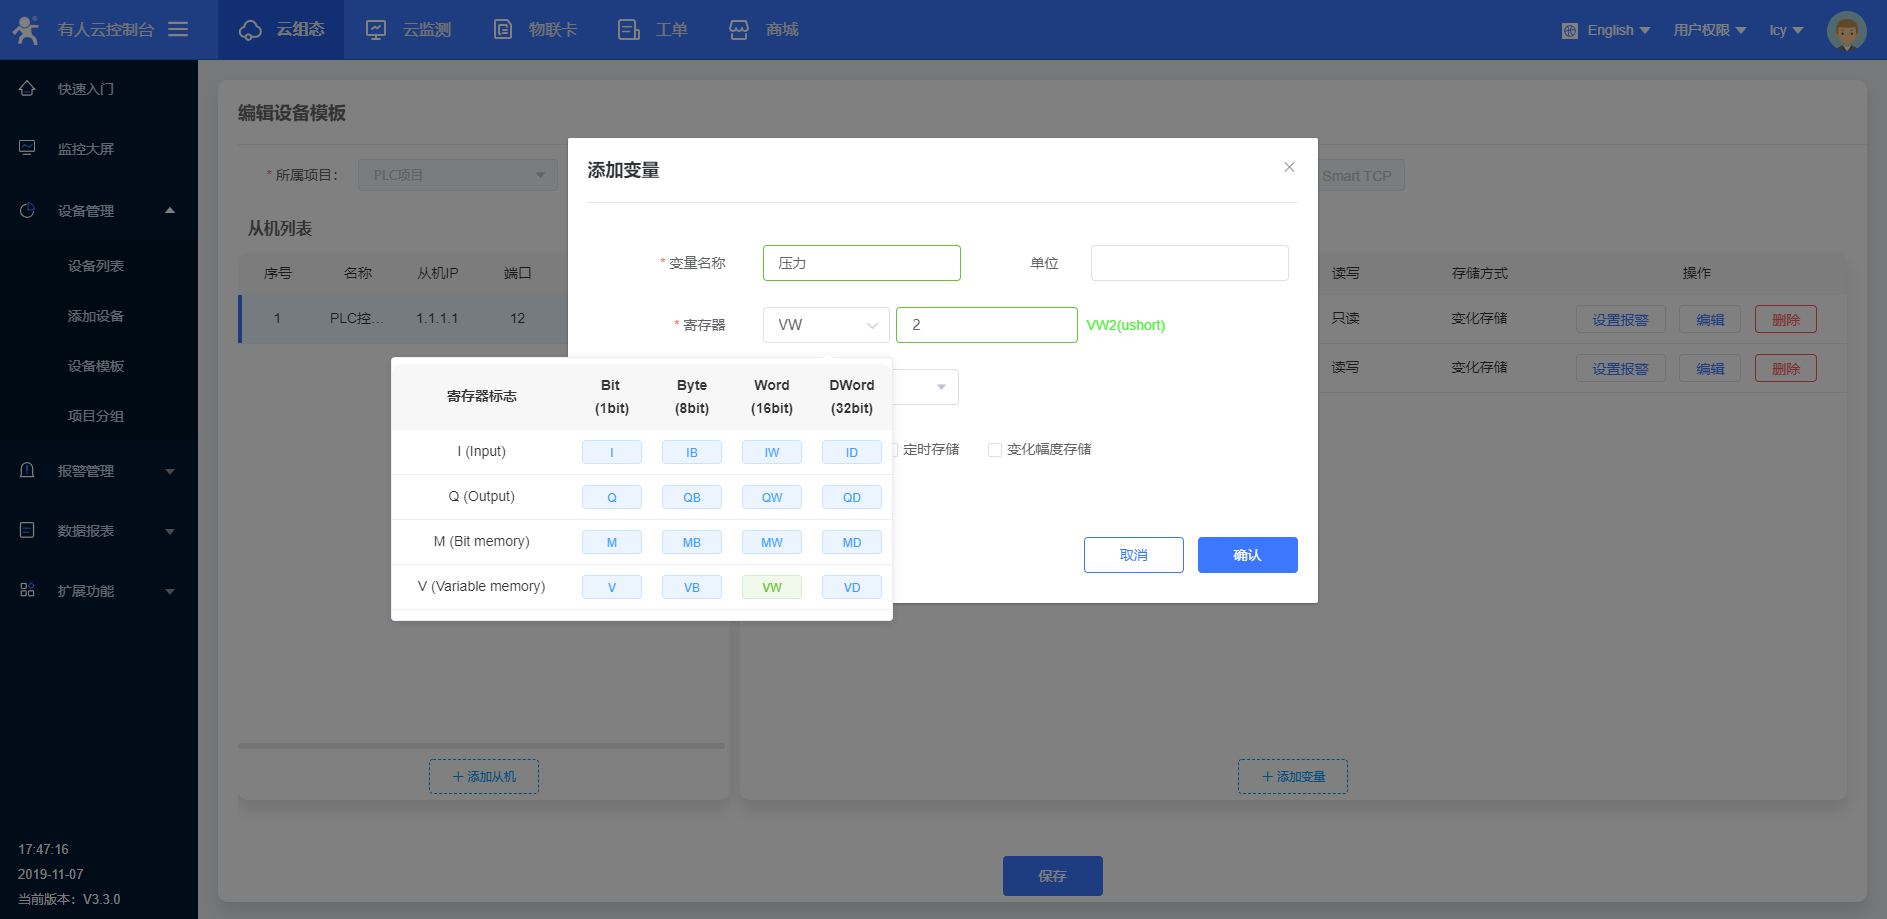 有人云控制台
云组态
云监测
物联卡
工单
商城
English
用户权限
Icy
快速入门
监控大屏
设备管理
设备列表
添加设备
设备模板
项目分组
报警管理
数据报表
扩展功能
17:47:16
2019-11-07
当前版本：V3.3.0
编辑设备模板
* 所属项目：
PLC项目
Smart TCP
从机列表
序号 名称 从机IP 端口
1 PLC控... 1.1.1.1 12
添加变量
* 变量名称
压力
单位
* 寄存器
VW
2
VW2(ushort)
定时存储
变化幅度存储
取消
确认
寄存器标志
Bit
(1bit)
Byte
(8bit)
Word
(16bit)
DWord
(32bit)
I (Input) I IB IW ID
Q (Output) Q QB QW QD
M (Bit memory) M MB MW MD
V (Variable memory) V VB VW VD
读写 存储方式 操作
只读 变化存储 设置报警 编辑 删除
读写 变化存储 设置报警 编辑 删除
+ 添加从机
+ 添加变量
保存